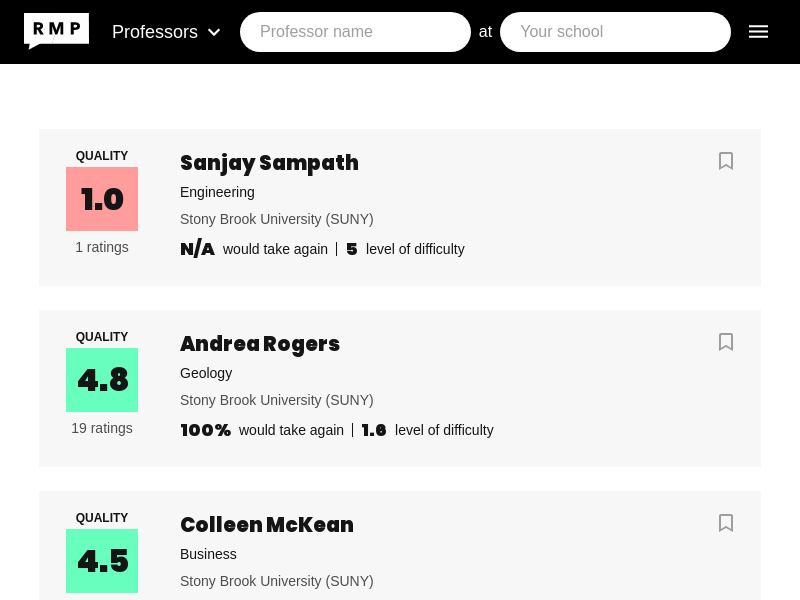 RMP Professors Professor name at Your school
QUALITY
1.0
1 ratings
Sanjay Sampath
Engineering
Stony Brook University (SUNY)
N/A would take again | 5 level of difficulty
QUALITY
4.8
19 ratings
Andrea Rogers
Geology
Stony Brook University (SUNY)
100% would take again | 1.6 level of difficulty
QUALITY
4.5
Colleen McKean
Business
Stony Brook University (SUNY)